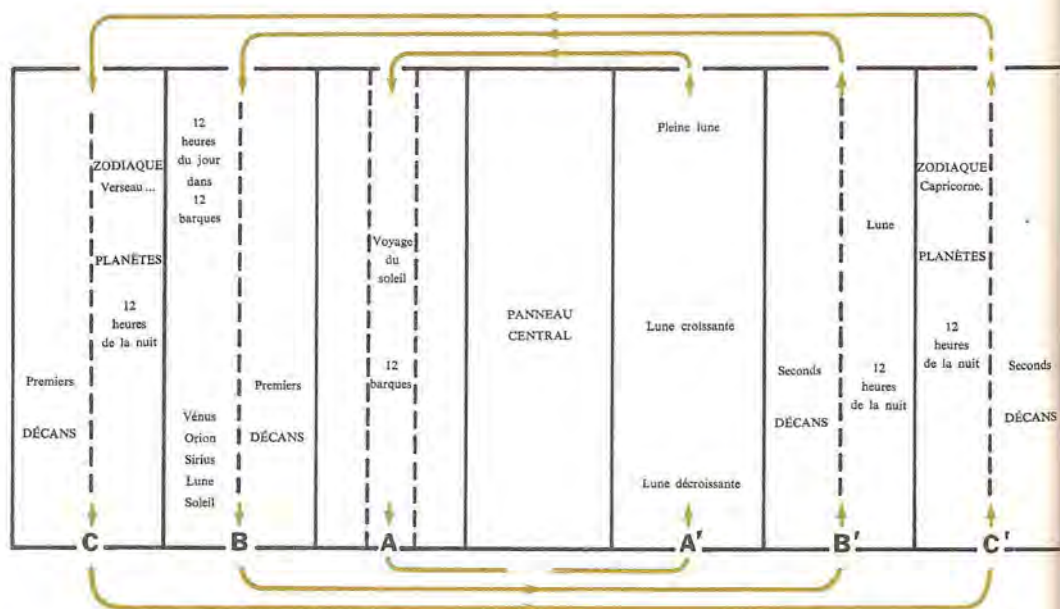 ZODIAQUE
Verseau ...
PLANÈTES
12
heures
de la nuit
Premiers
DÉCANS
12
heures
du jour
dans
12
barques
Vénus
Orion
Sirius
Lune
Soleil
Premiers
DÉCANS
Voyage
du
soleil
12
barques
PANNEAU
CENTRAL
Pleine lune
Lune croissante
Lune décroissante
Seconds
DÉCANS
Lune
12
heures
de la nuit
ZODIAQUE
Capricorne.
PLANÈTES
12
heures
de la nuit
Seconds
DÉCANS
C B A A' B' C'